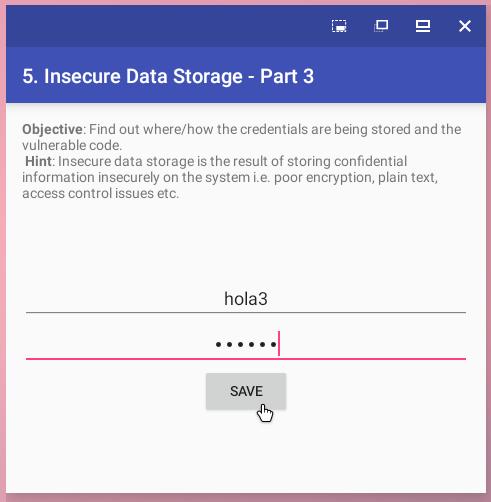 5. Insecure Data Storage - Part 3
Objective: Find out where/how the credentials are being stored and the
vulnerable code.
Hint: Insecure data storage is the result of storing confidential
information insecurely on the system i.e. poor encryption, plain text,
access control issues etc.
hola3
••••••
SAVE